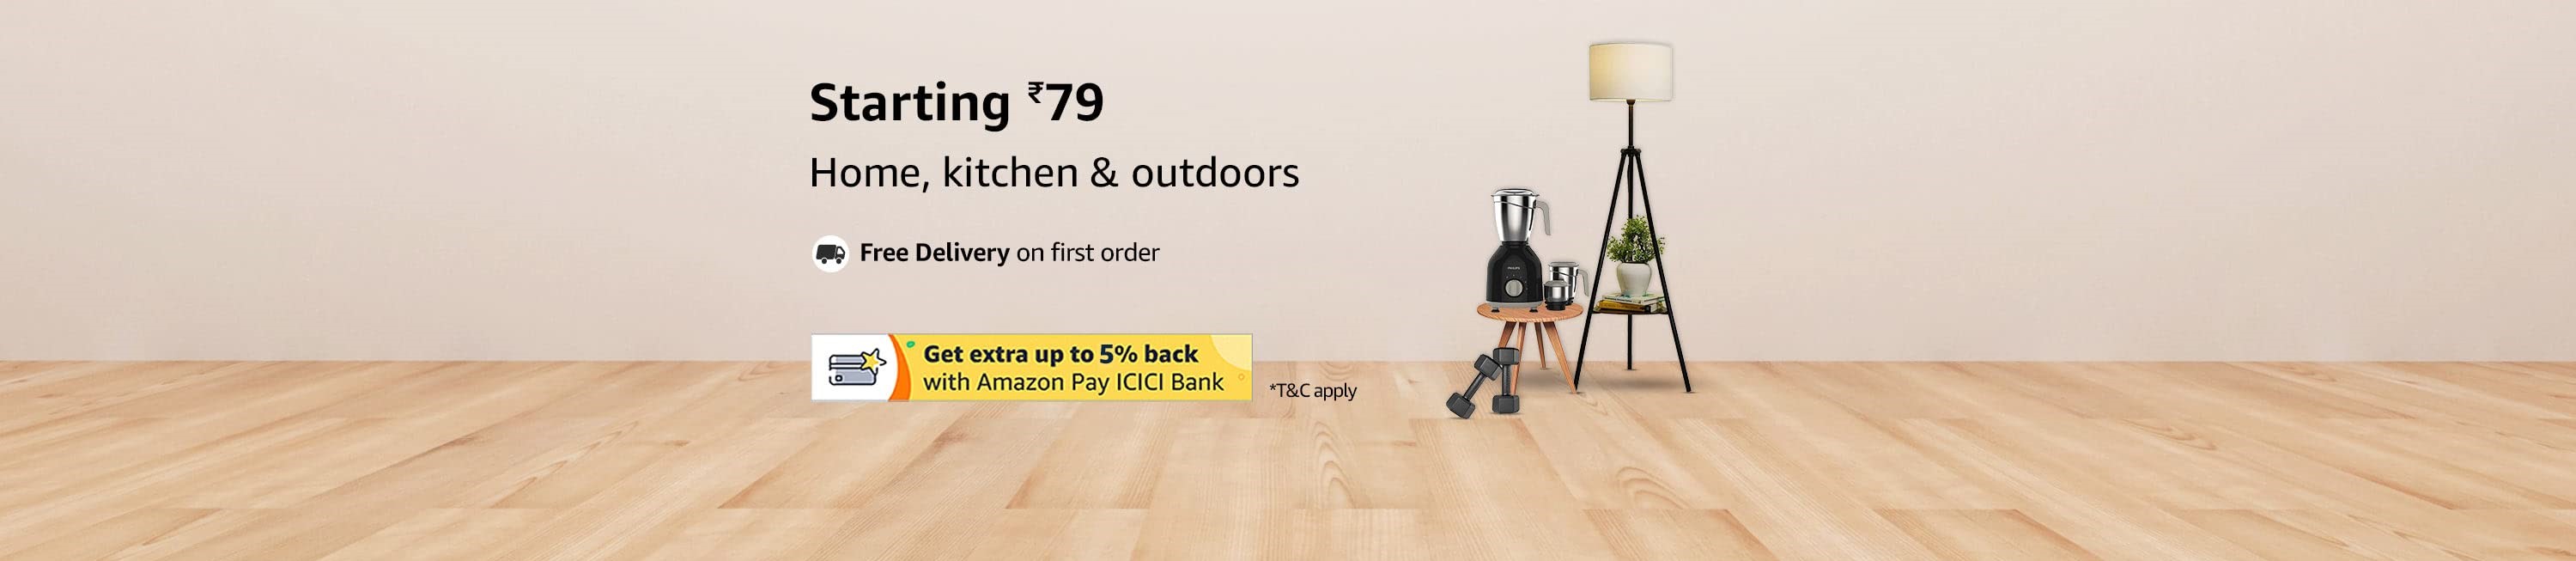 Starting ₹79
Home, kitchen & outdoors
Free Delivery on first order
Get extra up to 5% back
with Amazon Pay ICICI Bank
*T&C apply